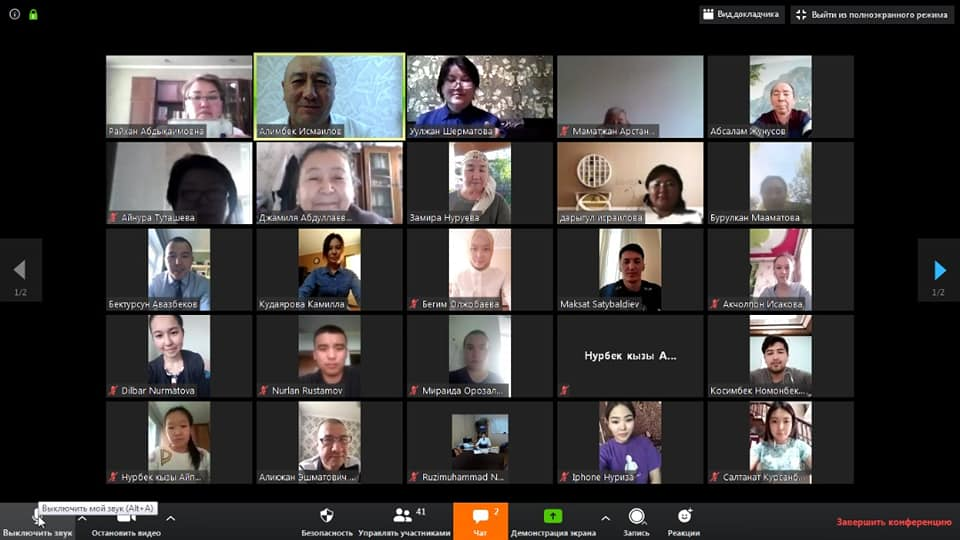 Вид докладчика
Выйти из полноэкранного режима
Райхан Абдыкаимовна
Алимбек Исмаилов
Уулжан Шерматова
Маматжан Арстан...
Абсалам Жунусов
Айнура Туташева
Джамиля Абдуллаев...
Замира Нуруева
дарыгул исраилова
Бурулкан Мааматова
1/2
1/2
Бектурсун Авазбеков
Кудаярова Камилла
Бегим Олжобаева
Maksat Satybaldiev
Акчолпон Исакова
Нурбек кызы А...
Dilbar Nurmatova
Nurlan Rustamov
Мираида Орозал...
Косимбек Номонбек...
Нурбек кызы Айп...
Алиюжан Эшматович ...
Ruzimuhammad N...
Iphone Нуриза
Салтанат Курсанб...
Выключить мой звук (Alt+A)
41
2
Выключить звук
Остановить видео
Безопасность
Управлять участниками
Чат
Демонстрация экрана
Запись
Реакции
Завершить конференцию